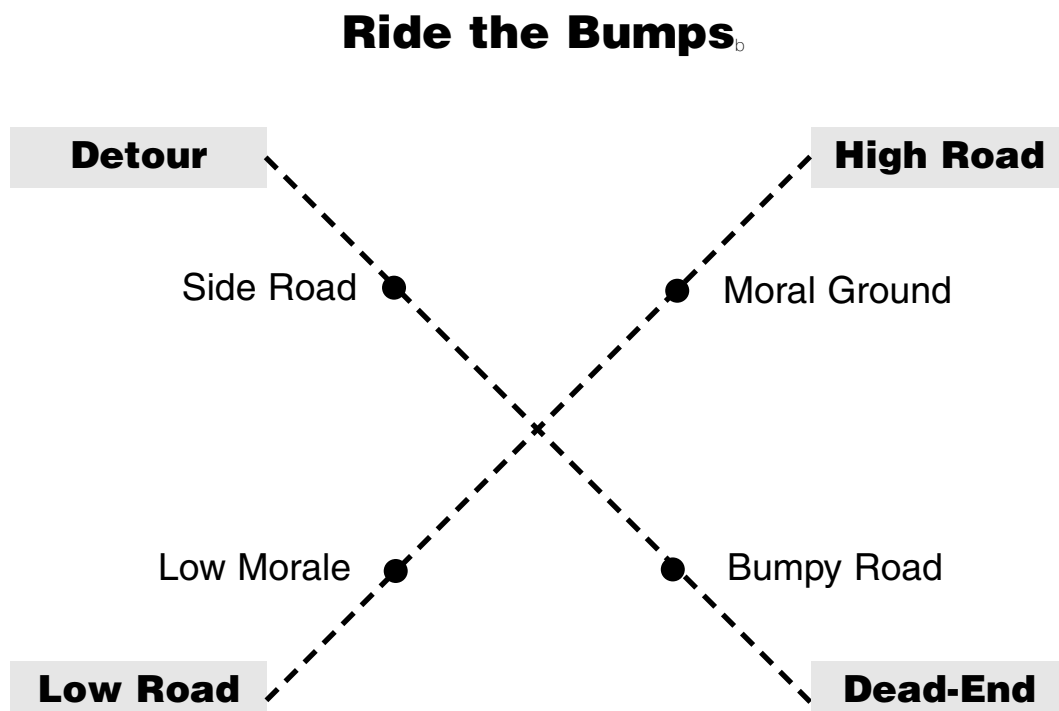 Ride the Bumps b
Detour
High Road
Side Road
Moral Ground
Low Morale
Bumpy Road
Low Road
Dead-End